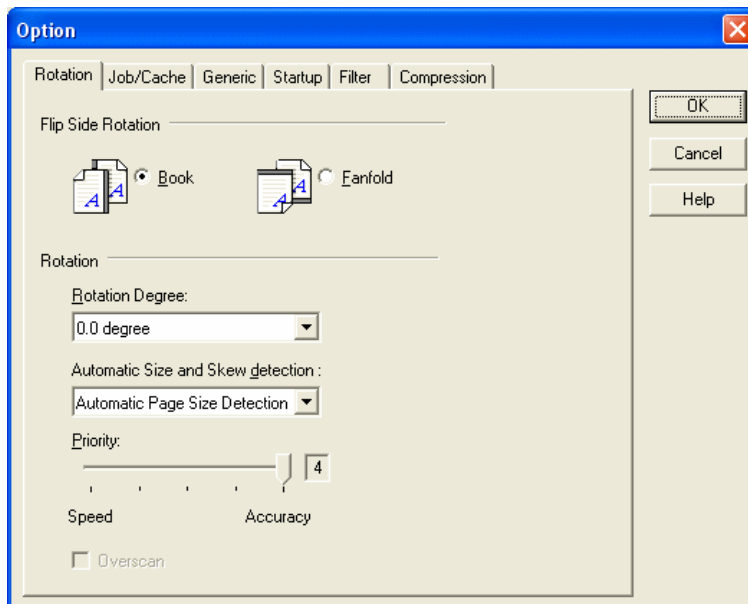 Option
Rotation Job/Cache Generic Startup Filter Compression
OK
Cancel
Help
Flip Side Rotation
A A Book A A Fanfold
Rotation
Rotation Degree:
0.0 degree
Automatic Size and Skew detection :
Automatic Page Size Detection
Priority:
4
Speed Accuracy
Overscan